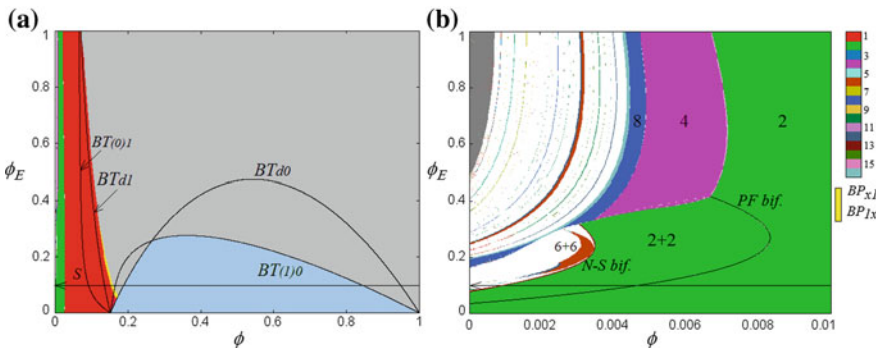 (a)
1
0.8
0.6
ϕE
0.4
0.2
0
BT(0)1
BTd1
BTd0
S
BT(1)0
0 0.2 0.4 0.6 0.8 1
ϕ
(b)
1
0.8
0.6
ϕE
0.4
0.2
0
8 4 2
PF bif.
6+6 2+2
N-S bif.
0 0.002 0.004 0.006 0.008 0.01
ϕ
1
3
5
7
9
11
13
15
BPx1
BP1x